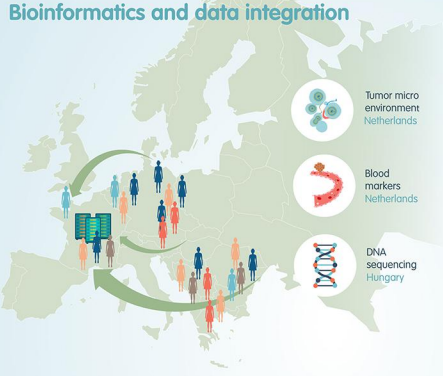 Bioinformatics and data integration
Tumor micro
environment
Netherlands
Blood
markers
Netherlands
DNA
sequencing
Hungary